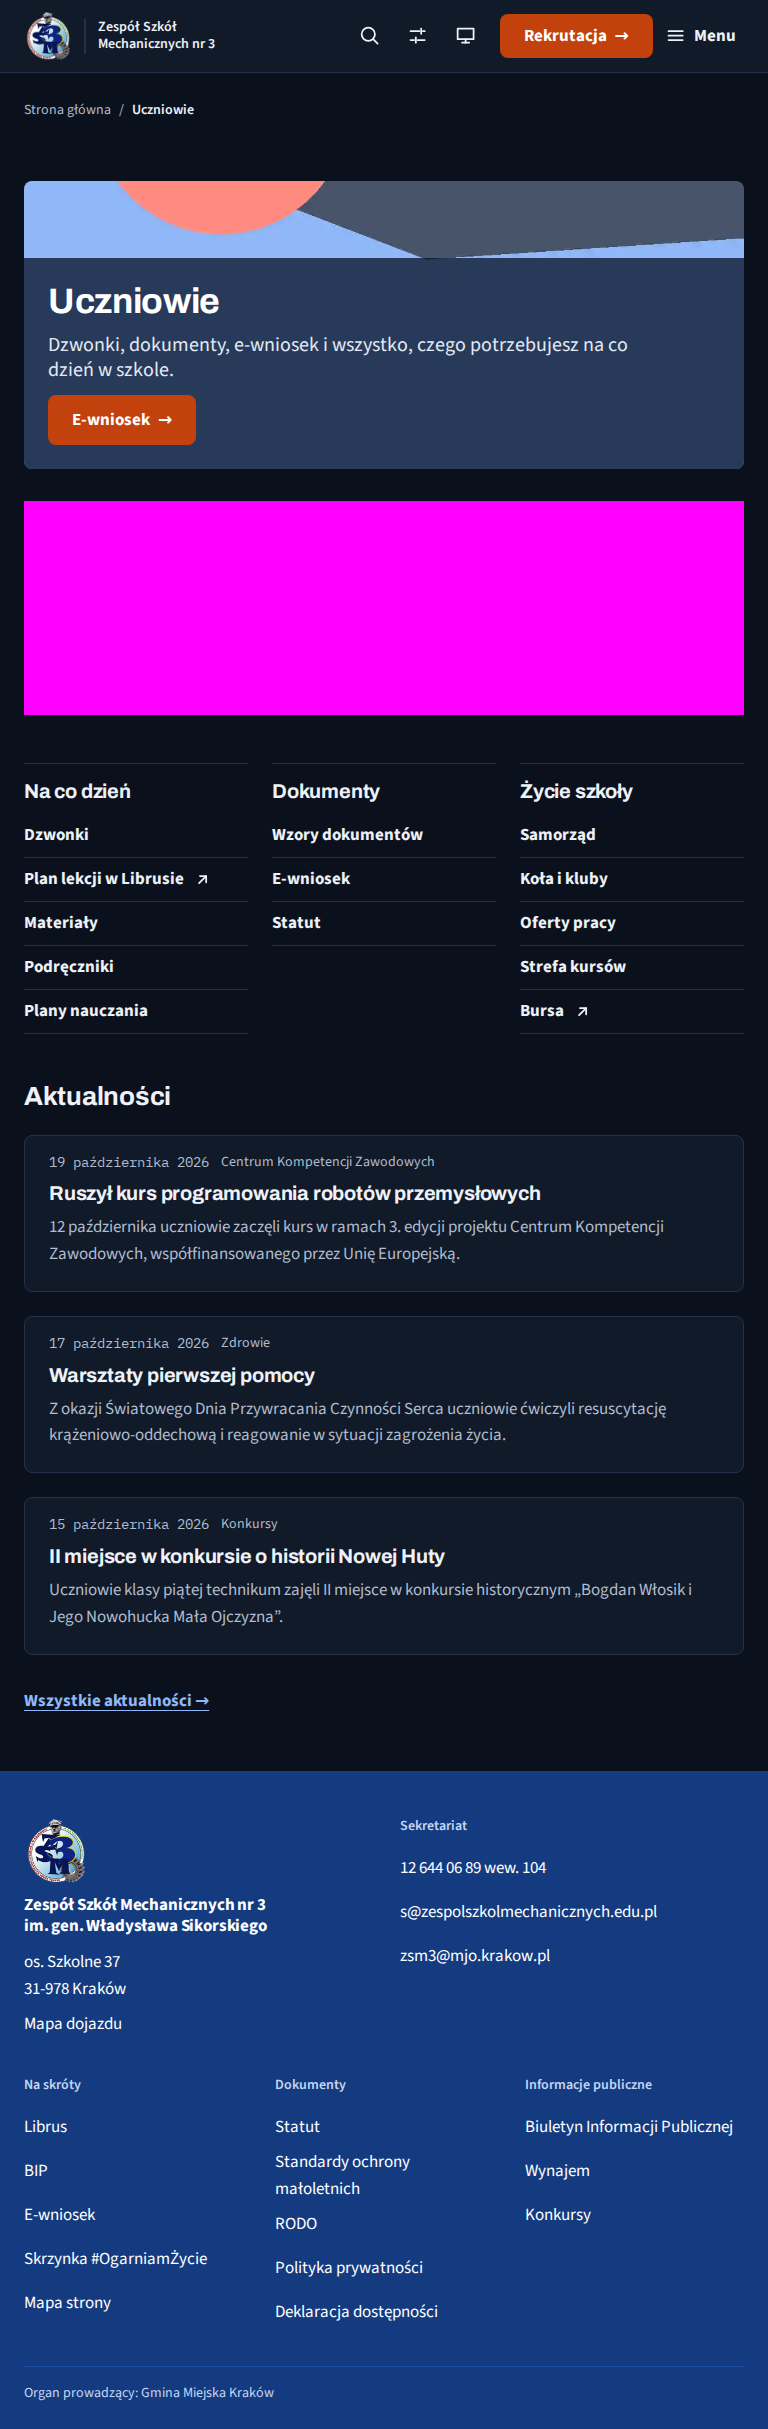 Zespół Szkół
Mechanicznych nr 3
Rekrutacja →
Menu
Strona główna / Uczniowie
Uczniowie
Dzwonki, dokumenty, e-wniosek i wszystko, czego potrzebujesz na co
dzień w szkole.
E-wniosek →
Na co dzień
Dzwonki
Plan lekcji w Librusie ↗
Materiały
Podręczniki
Plany nauczania
Dokumenty
Wzory dokumentów
E-wniosek
Statut
Życie szkoły
Samorząd
Koła i kluby
Oferty pracy
Strefa kursów
Bursa ↗
Aktualności
19 października 2026 Centrum Kompetencji Zawodowych
Ruszył kurs programowania robotów przemysłowych
12 października uczniowie zaczęli kurs w ramach 3. edycji projektu Centrum Kompetencji
Zawodowych, współfinansowanego przez Unię Europejską.
17 października 2026 Zdrowie
Warsztaty pierwszej pomocy
Z okazji Światowego Dnia Przywracania Czynności Serca uczniowie ćwiczyli resuscytację
krążeniowo-oddechową i reagowanie w sytuacji zagrożenia życia.
15 października 2026 Konkursy
II miejsce w konkursie o historii Nowej Huty
Uczniowie klasy piątej technikum zajęli II miejsce w konkursie historycznym „Bogdan Włosik i
Jego Nowohucka Mała Ojczyzna”.
Wszystkie aktualności →
Zespół Szkół Mechanicznych nr 3
im. gen. Władysława Sikorskiego
os. Szkolne 37
31-978 Kraków
Mapa dojazdu
Sekretariat
12 644 06 89 wew. 104
s@zespolszkolmechanicznych.edu.pl
zsm3@mjo.krakow.pl
Na skróty
Librus
BIP
E-wniosek
Skrzynka #OgarniamŻycie
Mapa strony
Dokumenty
Statut
Standardy ochrony
małoletnich
RODO
Polityka prywatności
Deklaracja dostępności
Informacje publiczne
Biuletyn Informacji Publicznej
Wynajem
Konkursy
Organ prowadzący: Gmina Miejska Kraków